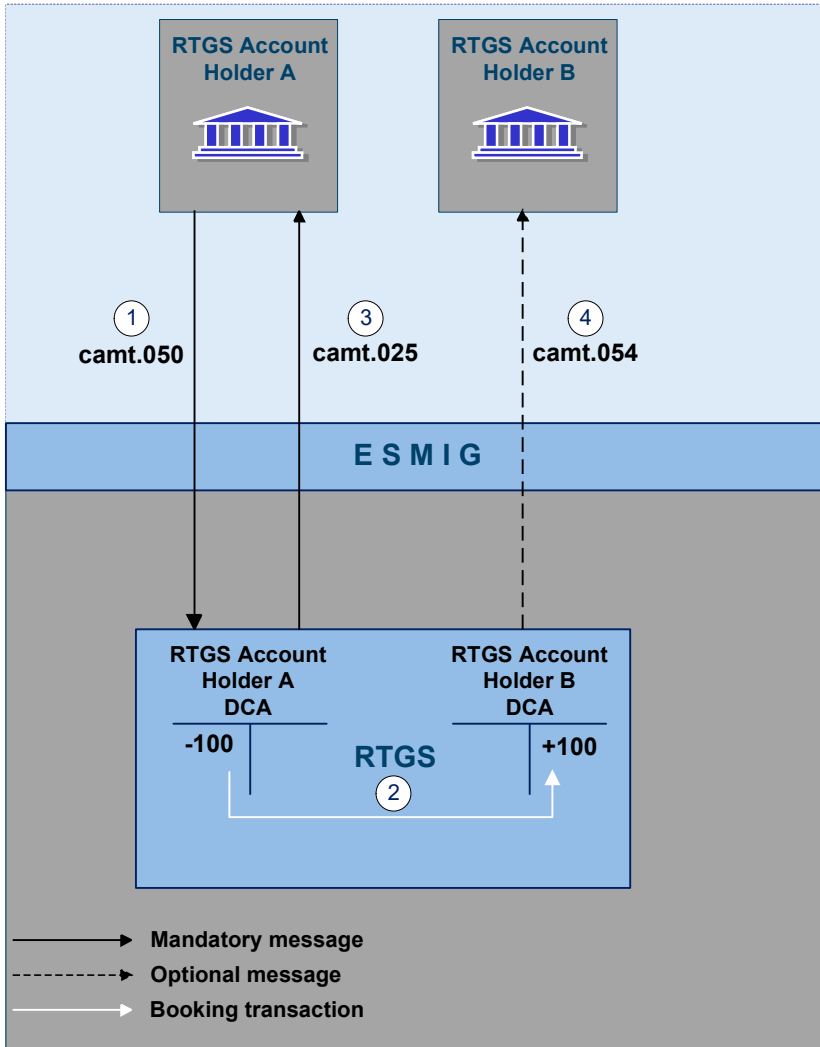 RTGS Account
Holder A
RTGS Account
Holder B
1
camt.050
3
camt.025
4
camt.054
E S M I G
RTGS Account
Holder A
DCA
RTGS Account
Holder B
DCA
-100
+100
RTGS
2
Mandatory message
Optional message
Booking transaction